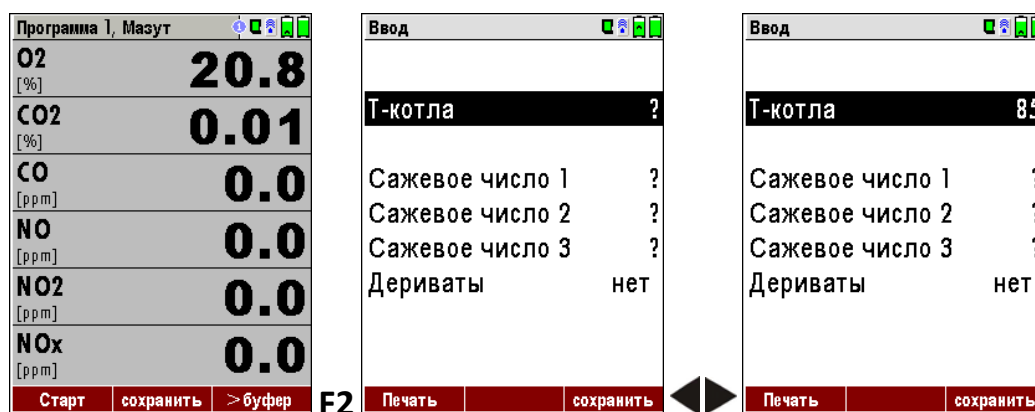 Программа 1, Мазут
O2
[%]
20.8
CO2
[%]
0.01
CO
[ppm]
0.0
NO
[ppm]
0.0
NO2
[ppm]
0.0
NOx
[ppm]
0.0
Старт сохранить >буфер
F2
Ввод
Т-котла ?
Сажевое число 1 ?
Сажевое число 2 ?
Сажевое число 3 ?
Дериваты нет
Печать сохранить
Ввод
Т-котла
Сажевое число 1
Сажевое число 2
Сажевое число 3
Дериваты нет
Печать сохранить